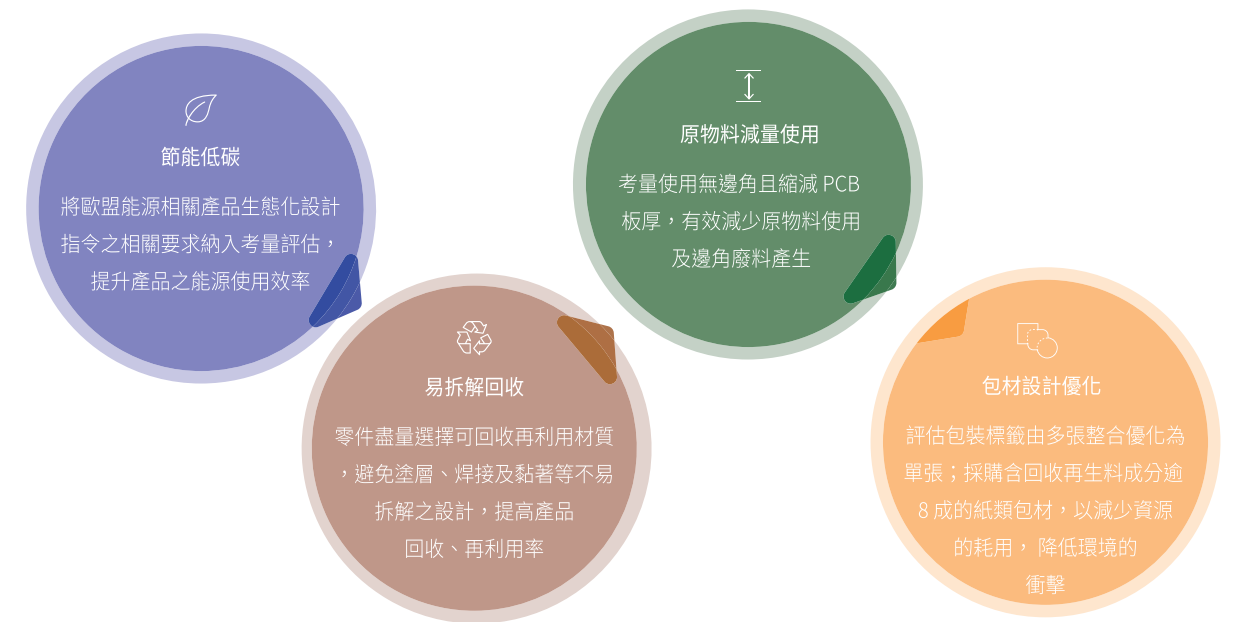 節能低碳
將歐盟能源相關產品生態化設計
指令之相關要求納入考量評估，
提升產品之能源使用效率
易拆解回收
零件盡量選擇可回收再利用材質
，避免塗層、焊接及黏著等不易
拆解之設計，提高產品
回收、再利用率
原物料減量使用
考量使用無邊角且縮減 PCB
板厚，有效減少原物料使用
及邊角廢料產生
包材設計優化
評估包裝標籤由多張整合優化為
單張；採購含回收再生料成分逾
8 成的紙類包材，以減少資源
的耗用， 降低環境的
衝擊